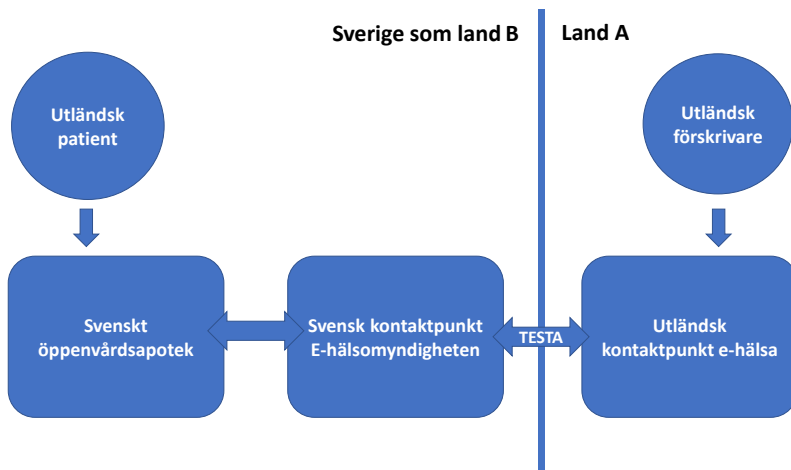 Sverige som land B
Land A
Utländsk
patient
Utländsk
förskrivare
Svenskt
öppenvårdsapotek
Svensk kontaktpunkt
E-hälsomyndigheten
TESTA
Utländsk
kontaktpunkt e-hälsa